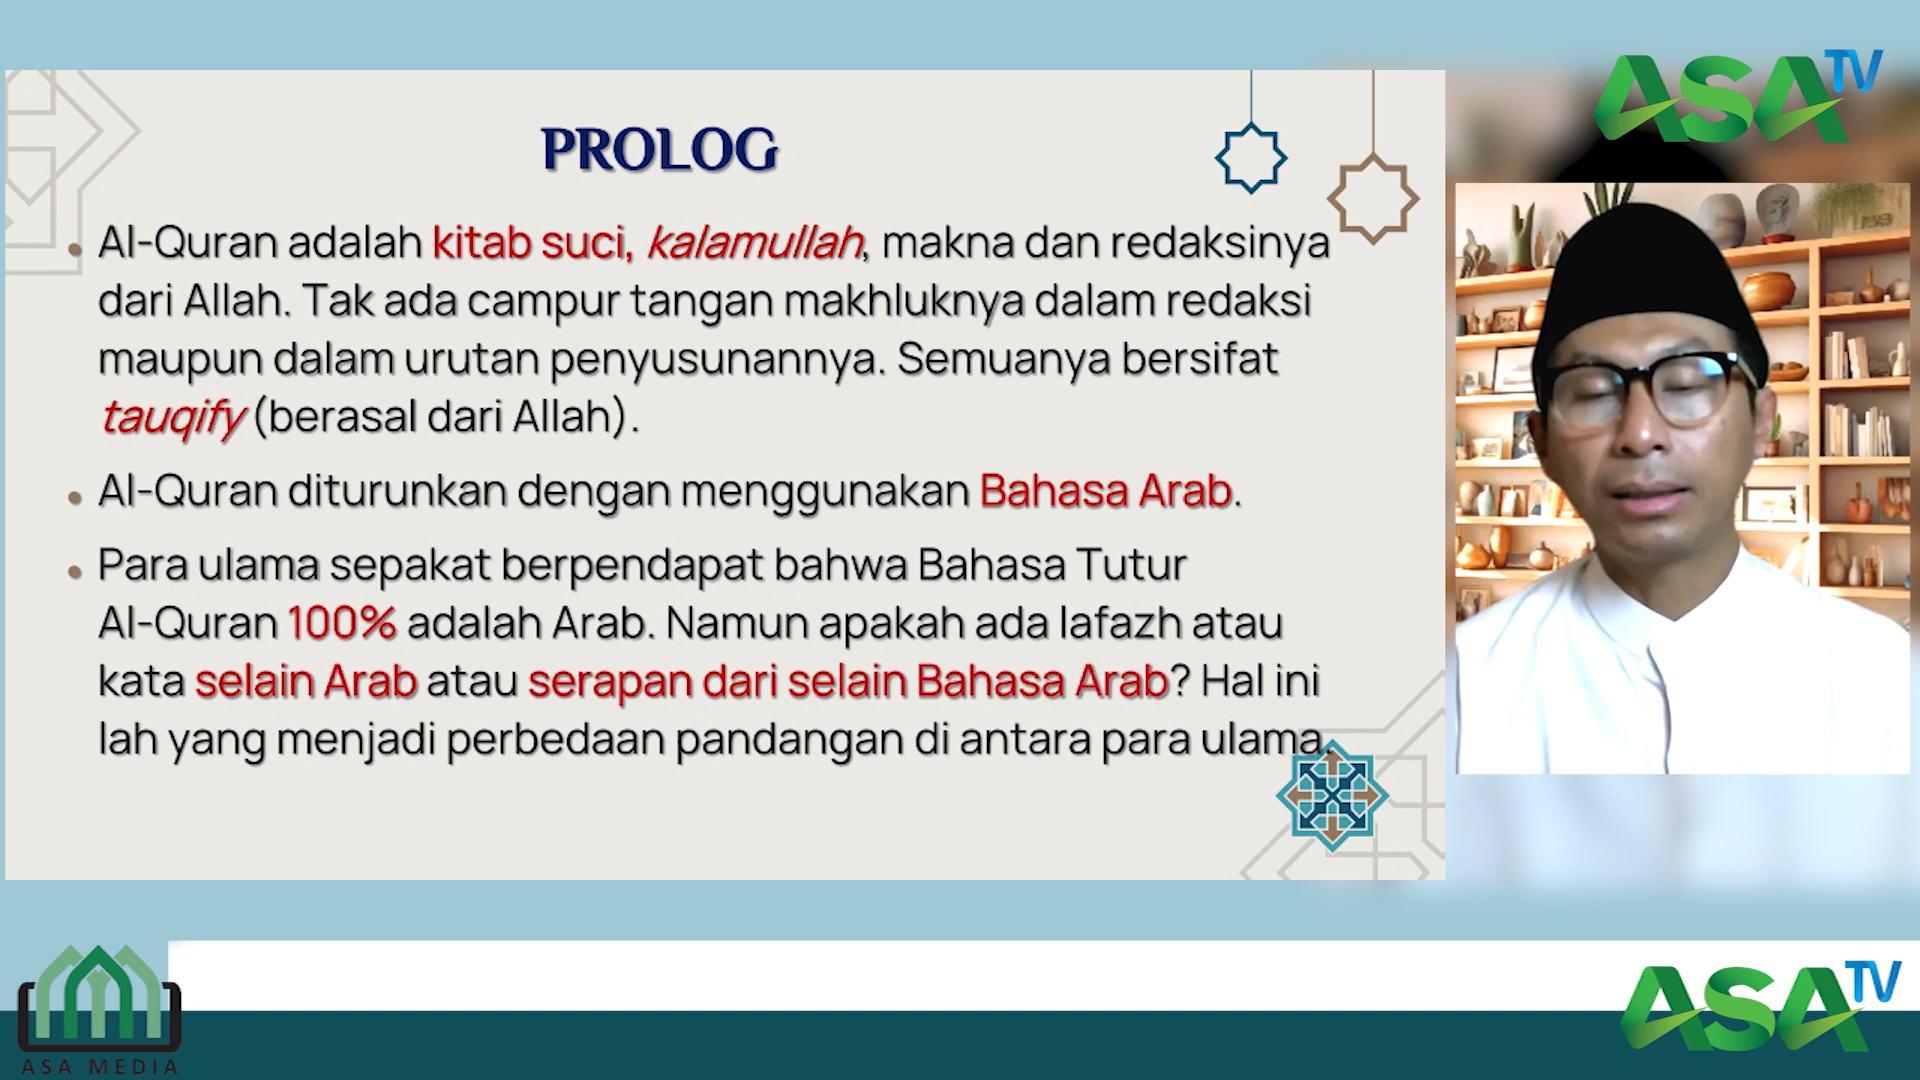 ASA TV
PROLOG
• Al-Quran adalah kitab suci, kalamullah, makna dan redaksinya
dari Allah. Tak ada campur tangan makhluknya dalam redaksi
maupun dalam urutan penyusunannya. Semuanya bersifat
tauqify (berasal dari Allah).
• Al-Quran diturunkan dengan menggunakan Bahasa Arab.
• Para ulama sepakat berpendapat bahwa Bahasa Tutur
Al-Quran 100% adalah Arab. Namun apakah ada lafazh atau
kata selain Arab atau serapan dari selain Bahasa Arab? Hal ini
lah yang menjadi perbedaan pandangan di antara para ulama.
ASA MEDIA
ASA TV